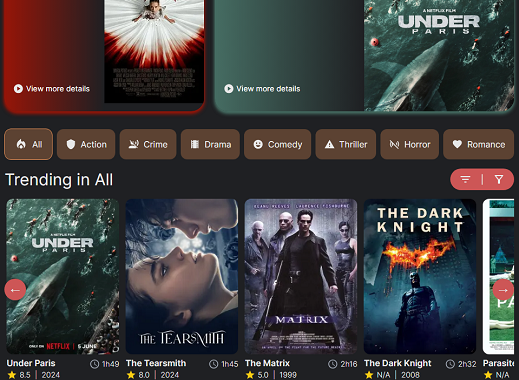 A NETFLIX FILM
UNDER
PARIS
View more details
View more details
All
Action
Crime
Drama
Comedy
Thriller
Horror
Romance
Trending in All
A NETFLIX FILM
UNDER
PARIS
ONLY ON NETFLIX | 5 JUNE
THE TEARSMITH
KEANU REEVES LAURENCE FISHBURNE
THE MATRIX
THE DARK
KNIGHT
PA
Under Paris 1h49
8.5 | 2024
The Tearsmith 1h45
8.0 | 2024
The Matrix 2h16
5.0 | 1999
The Dark Knight 2h32
N/A | 2008
Parasite
N/A